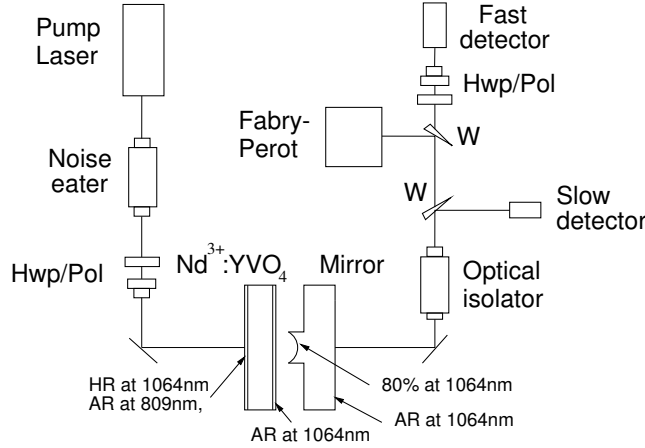 Pump
Laser
Fast
detector
Hwp/Pol
Fabry-
Perot
W
Noise
eater
W
Slow
detector
Hwp/Pol
Nd³⁺:YVO₄
Mirror
Optical
isolator
HR at 1064nm
AR at 809nm,
80% at 1064nm
AR at 1064nm
AR at 1064nm